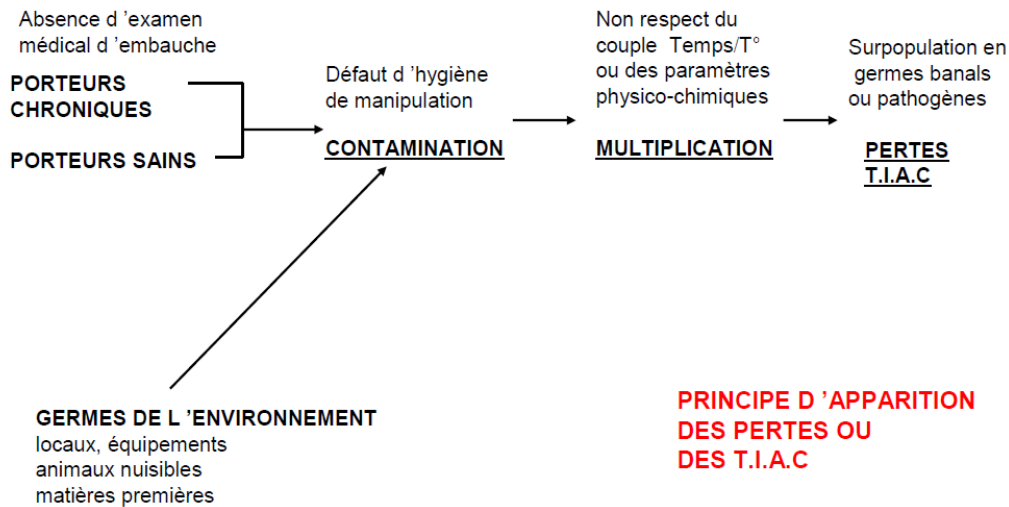 Absence d ’examen
médical d ’embauche
PORTEURS
CHRONIQUES
PORTEURS SAINS
Défaut d ’hygiène
de manipulation
CONTAMINATION
Non respect du
couple Temps/T°
ou des paramètres
physico-chimiques
MULTIPLICATION
Surpopulation en
germes banals
ou pathogènes
PERTES
T.I.A.C
GERMES DE L ’ENVIRONNEMENT
locaux, équipements
animaux nuisibles
matières premières
PRINCIPE D ’APPARITION
DES PERTES OU
DES T.I.A.C